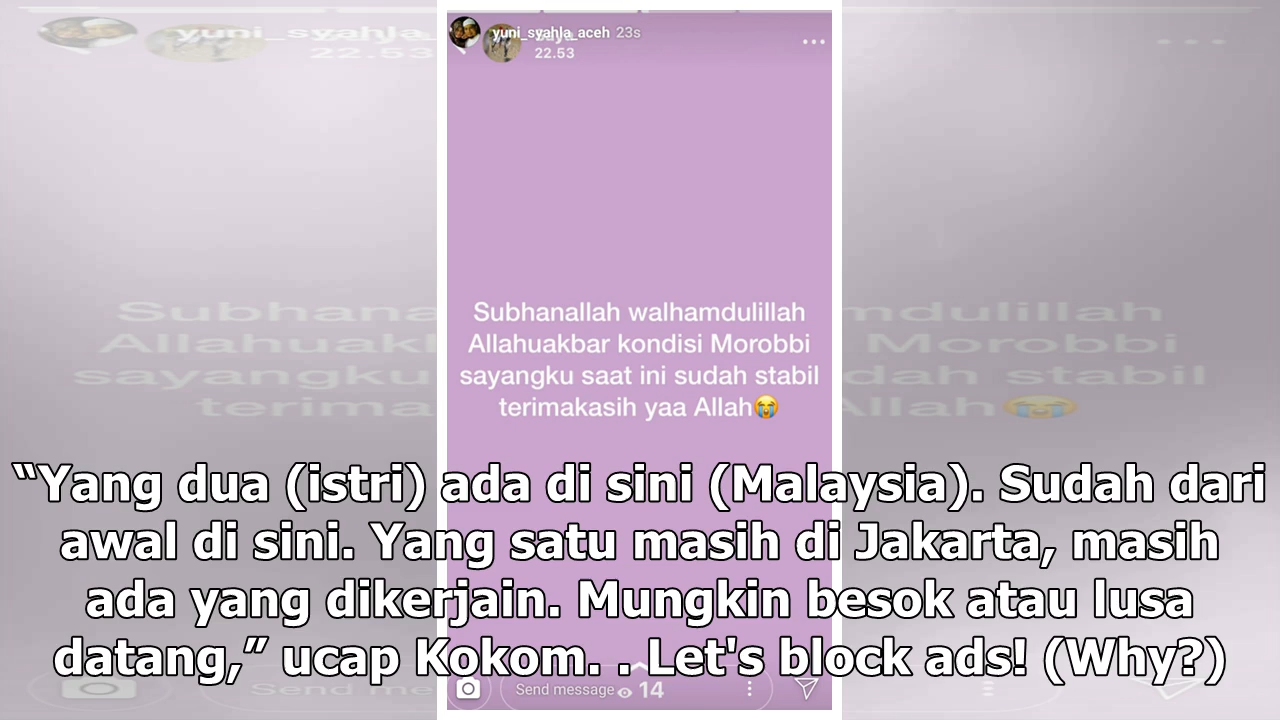 yuni_syahla_aceh 23s
22.53
Subhanallah walhamdulillah
Allahuakbar kondisi Morobbi
sayangku saat ini sudah stabil
terimakasih yaa Allah😭
“Yang dua (istri) ada di sini (Malaysia). Sudah dari
awal di sini. Yang satu masih di Jakarta, masih
ada yang dikerjain. Mungkin besok atau lusa
datang,” ucap Kokom. . Let's block ads! (Why?)
Send message 14